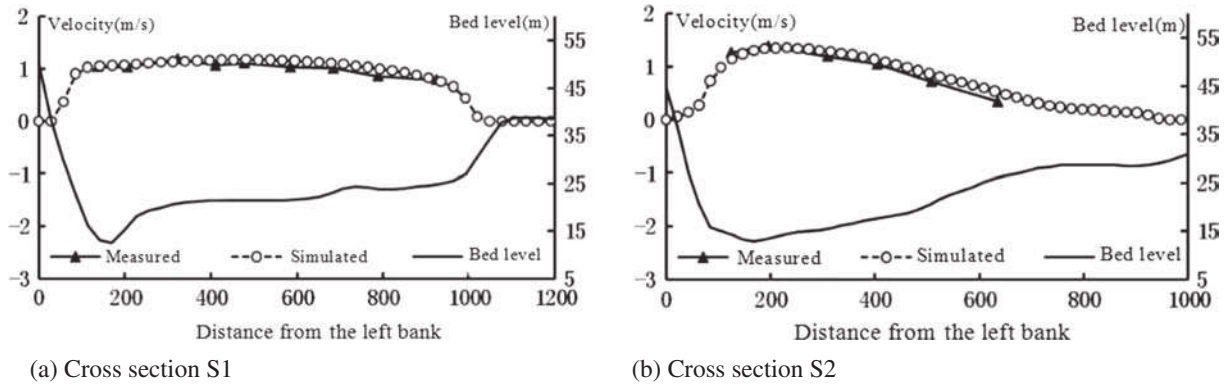 Velocity(m/s) Bed level(m)
2
1
0
−1
−2
−3
55
45
35
25
15
5
Measured Simulated Bed level
0 200 400 600 800 1000 1200
Distance from the left bank
(a) Cross section S1
Velocity(m/s) Bed level(m)
2
1
0
−1
−2
−3
55
45
35
25
15
5
Measured Simulated Bed level
0 200 400 600 800 1000
Distance from the left bank
(b) Cross section S2